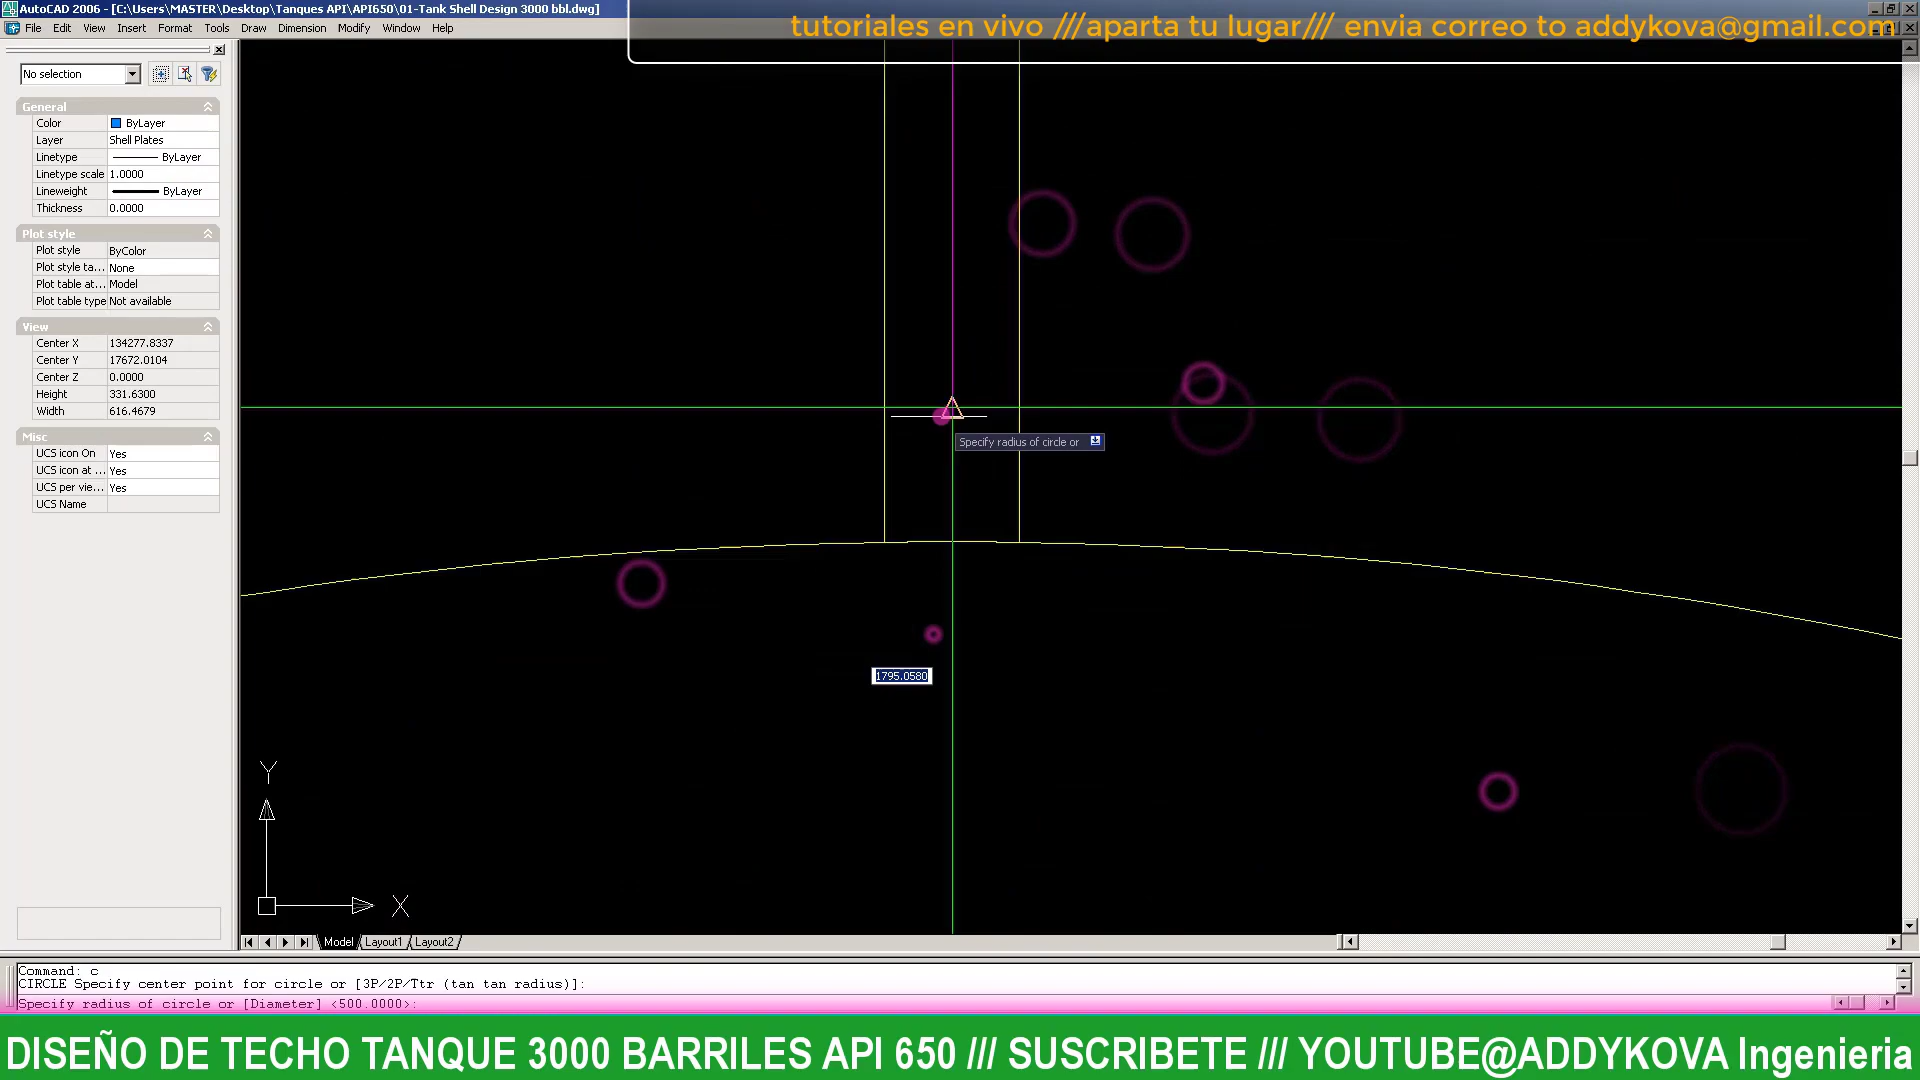 AutoCAD 2006 - [C:\Users\MASTER\Desktop\Tanques API\API650\01-Tank Shell Design 3000 bbl.dwg]
tutoriales en vivo ///aparta tu lugar/// envia correo to addykova@gmail.com
File Edit View Insert Format Tools Draw Dimension Modify Window Help
No selection
General
Color ByLayer
Layer Shell Plates
Linetype ByLayer
Linetype scale 1.0000
Lineweight ByLayer
Thickness 0.0000
Plot style
Plot style ByColor
Plot style ta... None
Plot table at... Model
Plot table type Not available
View
Center X 134277.8337
Center Y 17672.0104
Center Z 0.0000
Height 331.6300
Width 616.4679
Misc
UCS icon On Yes
UCS icon at ... Yes
UCS per vie... Yes
UCS Name
Specify radius of circle or
1795.0580
Y
X
Model Layout1 Layout2
Command: c
CIRCLE Specify center point for circle or [3P/2P/Ttr (tan tan radius)]:
Specify radius of circle or [Diameter] <500.0000>:
DISEÑO DE TECHO TANQUE 3000 BARRILES API 650 /// SUSCRIBETE /// YOUTUBE@ADDYKOVA Ingenieria